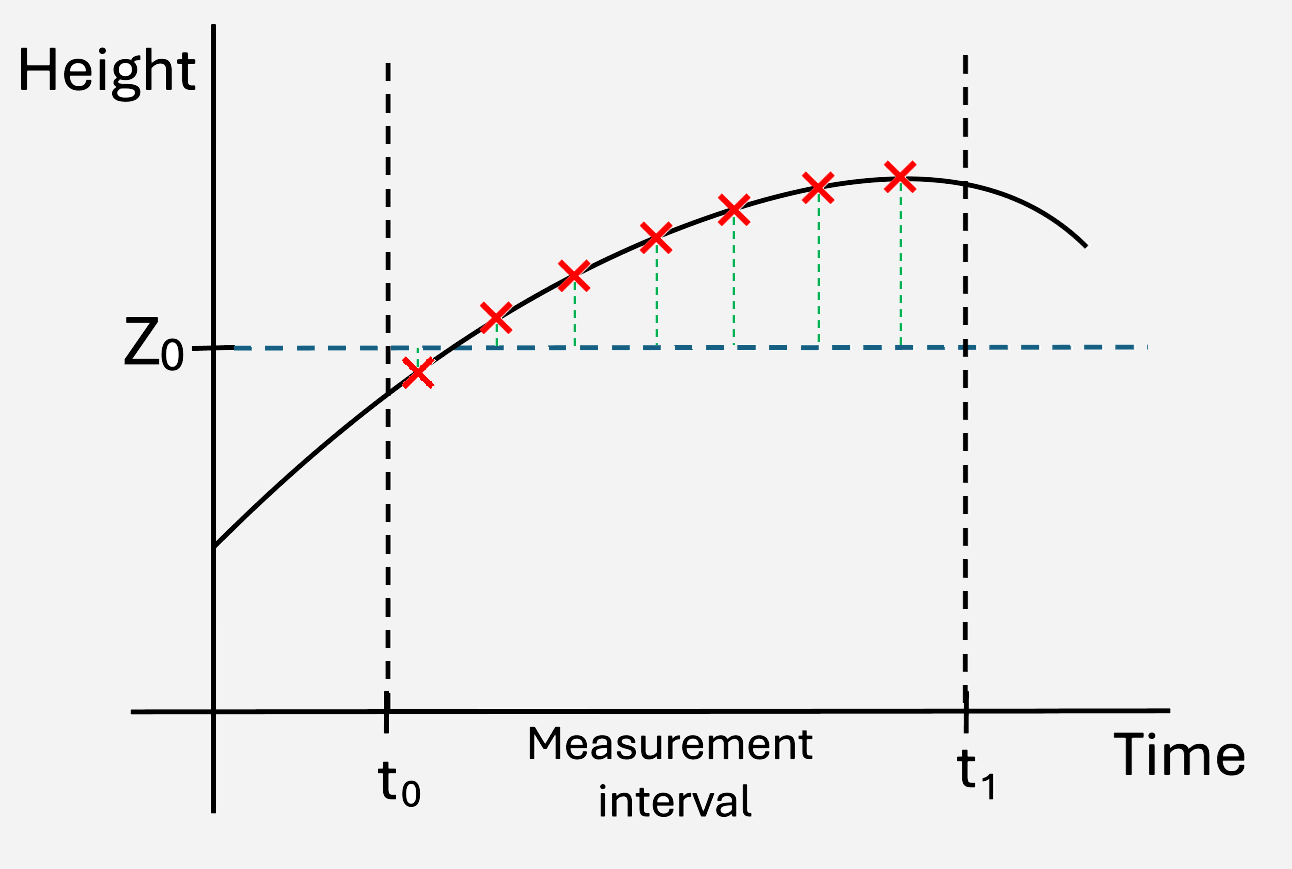 Height
Z₀
t₀
Measurement
interval
t₁
Time